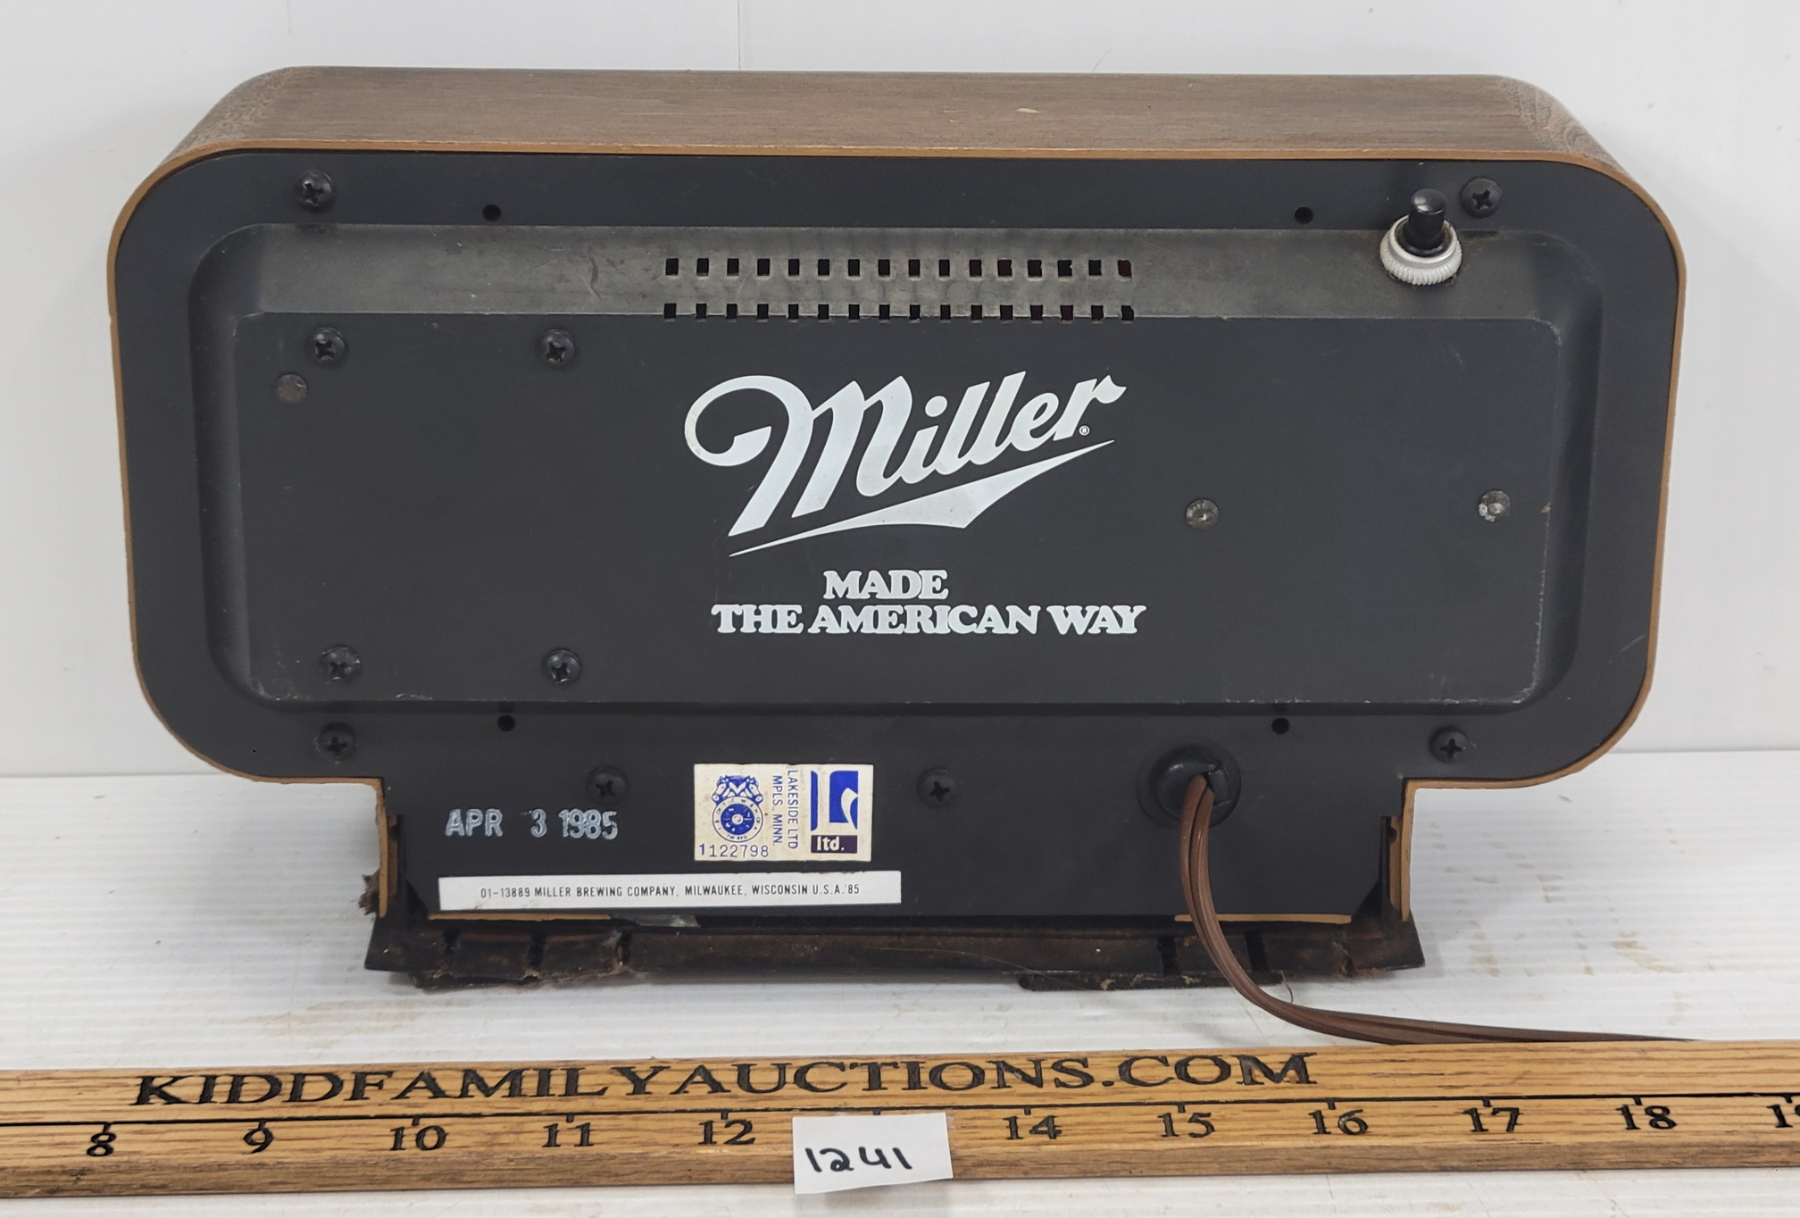 Miller®
MADE
THE AMERICAN WAY
APR 3 1985
LAKESIDE LTD
MPLS., MINN.
1122798
ltd.
01-13889 MILLER BREWING COMPANY, MILWAUKEE, WISCONSIN U.S.A. '85
KIDDFAMILYAUCTIONS.COM
8 9 10 11 12 14 15 16 17 18
1241